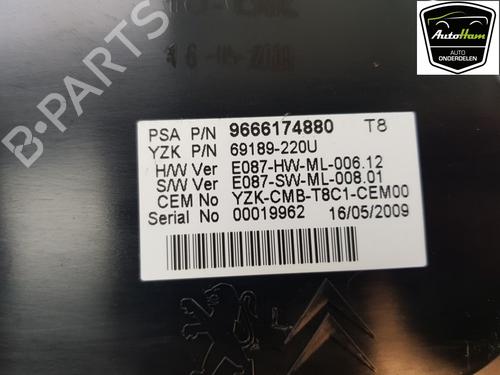 AutoHam
AUTO
ONDERDELEN
PSA P/N 9666174880 T8
YZK P/N 69189-220U
H/W Ver E087-HW-ML-006.12
S/W Ver E087-SW-ML-008.01
CEM No YZK-CMB-T8C1-CEM00
Serial No 00019962 16/05/2009
B-PARTS
L